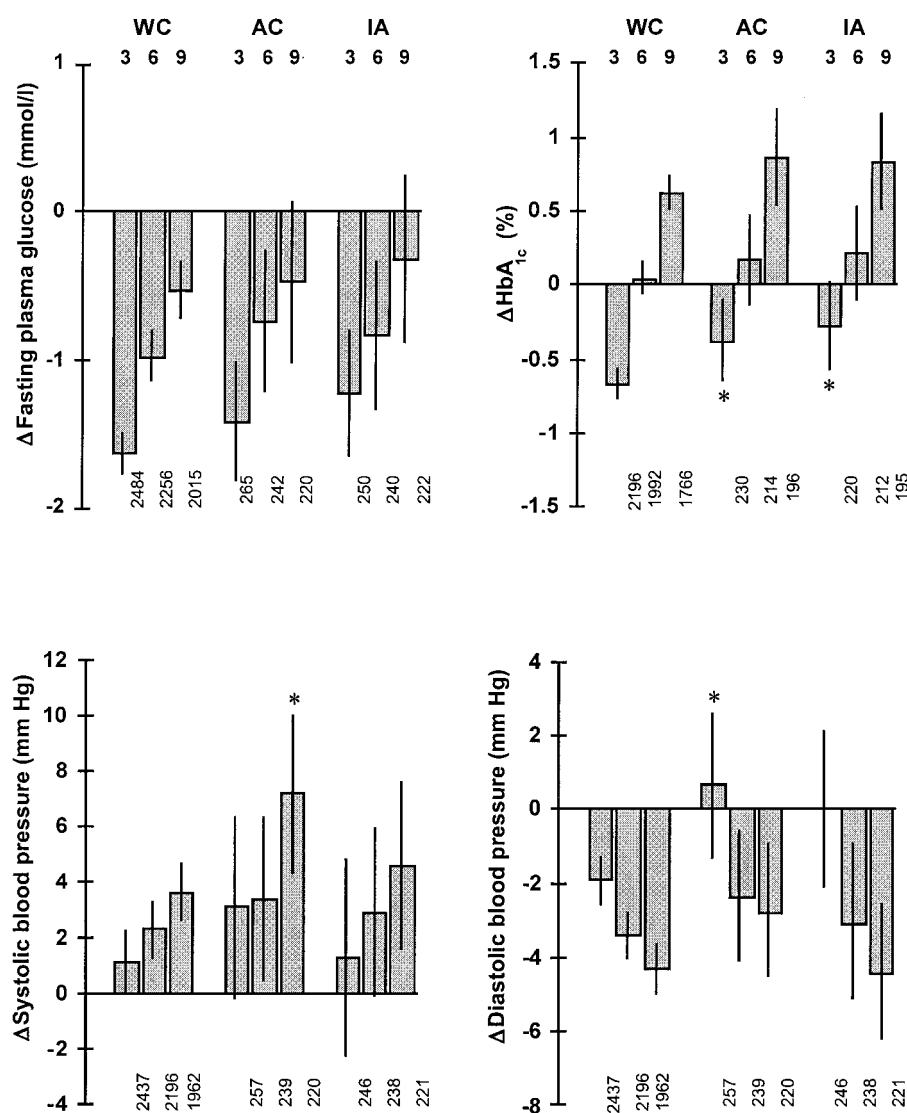 WC AC IA
3 6 9 3 6 9 3 6 9
ΔFasting plasma glucose (mmol/l)
1
0
-1
-2
2484 2256 2015 265 242 220 250 240 222
WC AC IA
3 6 9 3 6 9 3 6 9
ΔHbA1c (%)
1.5
1
0.5
0
-0.5
-1
-1.5
* *
2196 1992 1766 230 214 196 220 212 195
ΔSystolic blood pressure (mm Hg)
12
10
8
6
4
2
0
-2
-4
*
2437 2196 1962 257 239 220 246 238 221
ΔDiastolic blood pressure (mm Hg)
4
2
0
-2
-4
-6
-8
*
2437 2196 1962 257 239 220 246 238 221